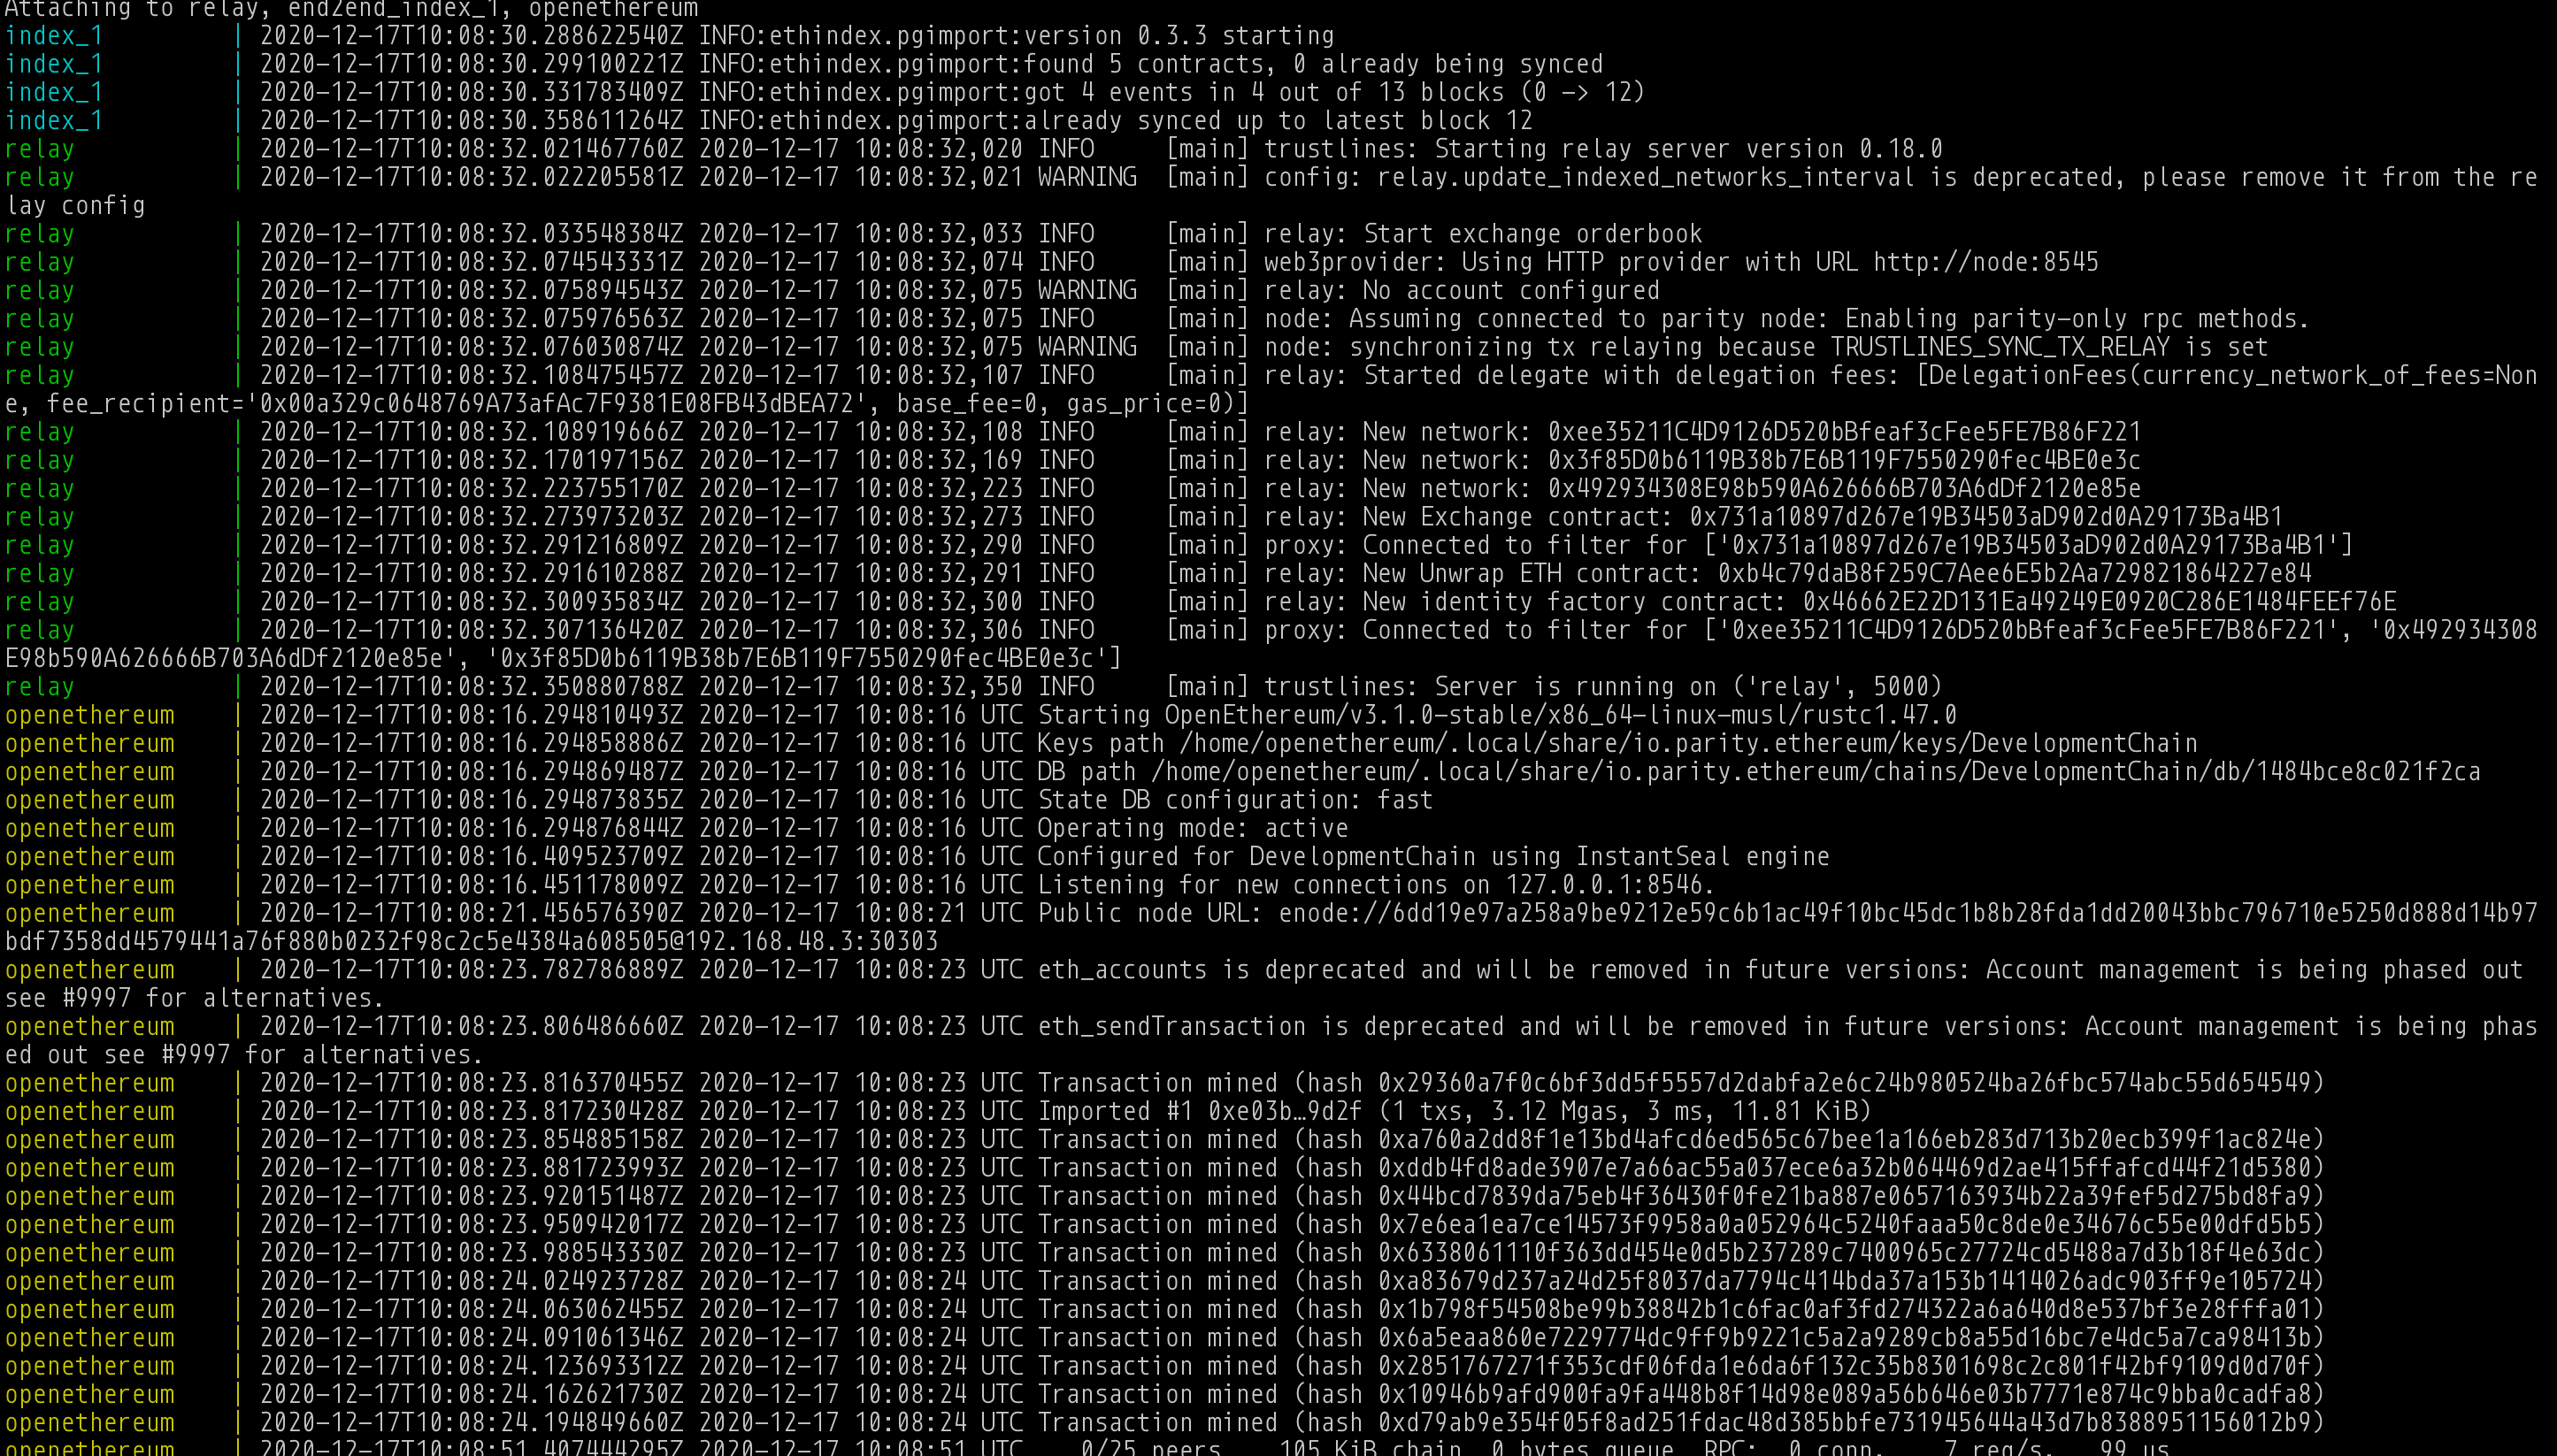 Attaching to relay, end2end_index_1, openethereum
index_1 | 2020-12-17T10:08:30.288622540Z INFO:ethindex.pgimport:version 0.3.3 starting
index_1 | 2020-12-17T10:08:30.299100221Z INFO:ethindex.pgimport:found 5 contracts, 0 already being synced
index_1 | 2020-12-17T10:08:30.331783409Z INFO:ethindex.pgimport:got 4 events in 4 out of 13 blocks (0 -> 12)
index_1 | 2020-12-17T10:08:30.358611264Z INFO:ethindex.pgimport:already synced up to latest block 12
relay | 2020-12-17T10:08:32.021467760Z 2020-12-17 10:08:32,020 INFO [main] trustlines: Starting relay server version 0.18.0
relay | 2020-12-17T10:08:32.022205581Z 2020-12-17 10:08:32,021 WARNING [main] config: relay.update_indexed_networks_interval is deprecated, please remove it from the re
lay config
relay | 2020-12-17T10:08:32.033548384Z 2020-12-17 10:08:32,033 INFO [main] relay: Start exchange orderbook
relay | 2020-12-17T10:08:32.074543331Z 2020-12-17 10:08:32,074 INFO [main] web3provider: Using HTTP provider with URL http://node:8545
relay | 2020-12-17T10:08:32.075894543Z 2020-12-17 10:08:32,075 WARNING [main] relay: No account configured
relay | 2020-12-17T10:08:32.075976563Z 2020-12-17 10:08:32,075 INFO [main] node: Assuming connected to parity node: Enabling parity-only rpc methods.
relay | 2020-12-17T10:08:32.076030874Z 2020-12-17 10:08:32,075 WARNING [main] node: synchronizing tx relaying because TRUSTLINES_SYNC_TX_RELAY is set
relay | 2020-12-17T10:08:32.108475457Z 2020-12-17 10:08:32,107 INFO [main] relay: Started delegate with delegation fees: [DelegationFees(currency_network_of_fees=Non
e, fee_recipient='0x00a329c0648769A73afAc7F9381E08FB43dBEA72', base_fee=0, gas_price=0)]
relay | 2020-12-17T10:08:32.108919666Z 2020-12-17 10:08:32,108 INFO [main] relay: New network: 0xee35211C4D9126D520bBfeaf3cFee5FE7B86F221
relay | 2020-12-17T10:08:32.170197156Z 2020-12-17 10:08:32,169 INFO [main] relay: New network: 0x3f85D0b6119B38b7E6B119F7550290fec4BE0e3c
relay | 2020-12-17T10:08:32.223755170Z 2020-12-17 10:08:32,223 INFO [main] relay: New network: 0x492934308E98b590A626666B703A6dDf2120e85e
relay | 2020-12-17T10:08:32.273973203Z 2020-12-17 10:08:32,273 INFO [main] relay: New Exchange contract: 0x731a10897d267e19B34503aD902d0A29173Ba4B1
relay | 2020-12-17T10:08:32.291216809Z 2020-12-17 10:08:32,290 INFO [main] proxy: Connected to filter for ['0x731a10897d267e19B34503aD902d0A29173Ba4B1']
relay | 2020-12-17T10:08:32.291610288Z 2020-12-17 10:08:32,291 INFO [main] relay: New Unwrap ETH contract: 0xb4c79daB8f259C7Aee6E5b2Aa729821864227e84
relay | 2020-12-17T10:08:32.300935834Z 2020-12-17 10:08:32,300 INFO [main] relay: New identity factory contract: 0x46662E22D131Ea49249E0920C286E1484FEEf76E
relay | 2020-12-17T10:08:32.307136420Z 2020-12-17 10:08:32,306 INFO [main] proxy: Connected to filter for ['0xee35211C4D9126D520bBfeaf3cFee5FE7B86F221', '0x492934308
E98b590A626666B703A6dDf2120e85e', '0x3f85D0b6119B38b7E6B119F7550290fec4BE0e3c']
relay | 2020-12-17T10:08:32.350880788Z 2020-12-17 10:08:32,350 INFO [main] trustlines: Server is running on ('relay', 5000)
openethereum | 2020-12-17T10:08:16.294810493Z 2020-12-17 10:08:16 UTC Starting OpenEthereum/v3.1.0-stable/x86_64-linux-musl/rustc1.47.0
openethereum | 2020-12-17T10:08:16.294858886Z 2020-12-17 10:08:16 UTC Keys path /home/openethereum/.local/share/io.parity.ethereum/keys/DevelopmentChain
openethereum | 2020-12-17T10:08:16.294869487Z 2020-12-17 10:08:16 UTC DB path /home/openethereum/.local/share/io.parity.ethereum/chains/DevelopmentChain/db/1484bce8c021f2ca
openethereum | 2020-12-17T10:08:16.294873835Z 2020-12-17 10:08:16 UTC State DB configuration: fast
openethereum | 2020-12-17T10:08:16.294876844Z 2020-12-17 10:08:16 UTC Operating mode: active
openethereum | 2020-12-17T10:08:16.409523709Z 2020-12-17 10:08:16 UTC Configured for DevelopmentChain using InstantSeal engine
openethereum | 2020-12-17T10:08:16.451178009Z 2020-12-17 10:08:16 UTC Listening for new connections on 127.0.0.1:8546.
openethereum | 2020-12-17T10:08:21.456576390Z 2020-12-17 10:08:21 UTC Public node URL: enode://6dd19e97a258a9be9212e59c6b1ac49f10bc45dc1b8b28fda1dd20043bbc796710e5250d888d14b97
bdf7358dd4579441a76f880b0232f98c2c5e4384a608505@192.168.48.3:30303
openethereum | 2020-12-17T10:08:23.782786889Z 2020-12-17 10:08:23 UTC eth_accounts is deprecated and will be removed in future versions: Account management is being phased out
see #9997 for alternatives.
openethereum | 2020-12-17T10:08:23.806486660Z 2020-12-17 10:08:23 UTC eth_sendTransaction is deprecated and will be removed in future versions: Account management is being phas
ed out see #9997 for alternatives.
openethereum | 2020-12-17T10:08:23.816370455Z 2020-12-17 10:08:23 UTC Transaction mined (hash 0x29360a7f0c6bf3dd5f5557d2dabfa2e6c24b980524ba26fbc574abc55d654549)
openethereum | 2020-12-17T10:08:23.817230428Z 2020-12-17 10:08:23 UTC Imported #1 0xe03b…9d2f (1 txs, 3.12 Mgas, 3 ms, 11.81 KiB)
openethereum | 2020-12-17T10:08:23.854885158Z 2020-12-17 10:08:23 UTC Transaction mined (hash 0xa760a2dd8f1e13bd4afcd6ed565c67bee1a166eb283d713b20ecb399f1ac824e)
openethereum | 2020-12-17T10:08:23.881723993Z 2020-12-17 10:08:23 UTC Transaction mined (hash 0xddb4fd8ade3907e7a66ac55a037ece6a32b064469d2ae415ffafcd44f21d5380)
openethereum | 2020-12-17T10:08:23.920151487Z 2020-12-17 10:08:23 UTC Transaction mined (hash 0x44bcd7839da75eb4f36430f0fe21ba887e0657163934b22a39fef5d275bd8fa9)
openethereum | 2020-12-17T10:08:23.950942017Z 2020-12-17 10:08:23 UTC Transaction mined (hash 0x7e6ea1ea7ce14573f9958a0a052964c5240faaa50c8de0e34676c55e00dfd5b5)
openethereum | 2020-12-17T10:08:23.988543330Z 2020-12-17 10:08:23 UTC Transaction mined (hash 0x6338061110f363dd454e0d5b237289c7400965c27724cd5488a7d3b18f4e63dc)
openethereum | 2020-12-17T10:08:24.024923728Z 2020-12-17 10:08:24 UTC Transaction mined (hash 0xa83679d237a24d25f8037da7794c414bda37a153b1414026adc903ff9e105724)
openethereum | 2020-12-17T10:08:24.063062455Z 2020-12-17 10:08:24 UTC Transaction mined (hash 0x1b798f54508be99b38842b1c6fac0af3fd274322a6a640d8e537bf3e28fffa01)
openethereum | 2020-12-17T10:08:24.091061346Z 2020-12-17 10:08:24 UTC Transaction mined (hash 0x6a5eaa860e7229774dc9ff9b9221c5a2a9289cb8a55d16bc7e4dc5a7ca98413b)
openethereum | 2020-12-17T10:08:24.123693312Z 2020-12-17 10:08:24 UTC Transaction mined (hash 0x2851767271f353cdf06fda1e6da6f132c35b8301698c2c801f42bf9109d0d70f)
openethereum | 2020-12-17T10:08:24.162621730Z 2020-12-17 10:08:24 UTC Transaction mined (hash 0x10946b9afd900fa9fa448b8f14d98e089a56b646e03b7771e874c9bba0cadfa8)
openethereum | 2020-12-17T10:08:24.194849660Z 2020-12-17 10:08:24 UTC Transaction mined (hash 0xd79ab9e354f05f8ad251fdac48d385bbfe731945644a43d7b8388951156012b9)
openethereum | 2020-12-17T10:08:51.407444295Z 2020-12-17 10:08:51 UTC 0/25 peers 105 KiB chain 0 bytes queue RPC: 0 conn, 7 req/s, 99 us